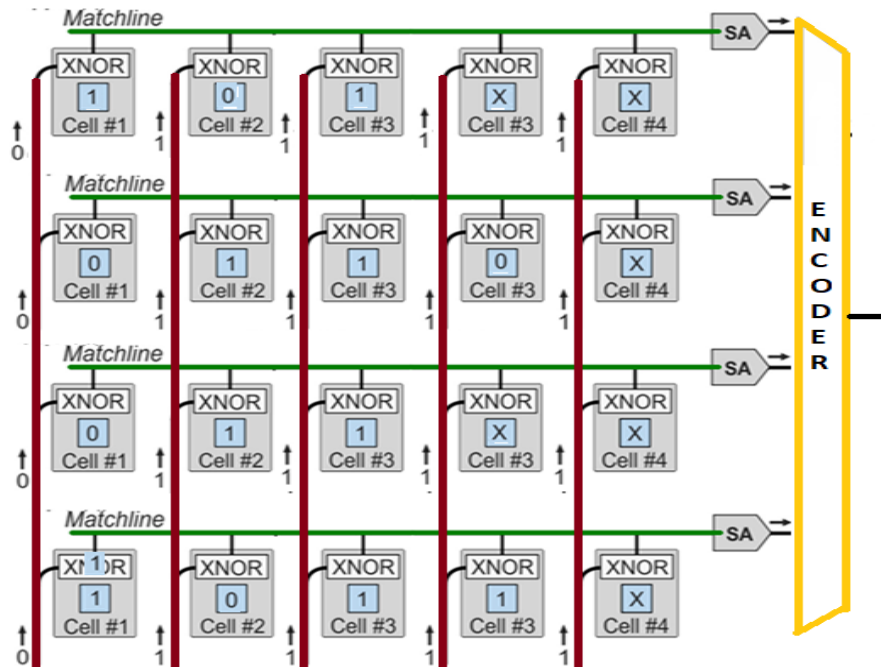 Matchline
SA
XNOR XNOR XNOR XNOR XNOR
1 0 1 X X
Cell #1 Cell #2 Cell #3 Cell #3 Cell #4
0 1 1 1 1
Matchline
SA
XNOR XNOR XNOR XNOR XNOR
0 1 1 0 X
Cell #1 Cell #2 Cell #3 Cell #3 Cell #4
0 1 1 1 1
Matchline
SA
XNOR XNOR XNOR XNOR XNOR
0 1 1 X X
Cell #1 Cell #2 Cell #3 Cell #3 Cell #4
0 1 1 1 1
Matchline
SA
1
XNOR XNOR XNOR XNOR XNOR
1 0 1 1 X
Cell #1 Cell #2 Cell #3 Cell #3 Cell #4
0 1 1 1 1
ENCODER